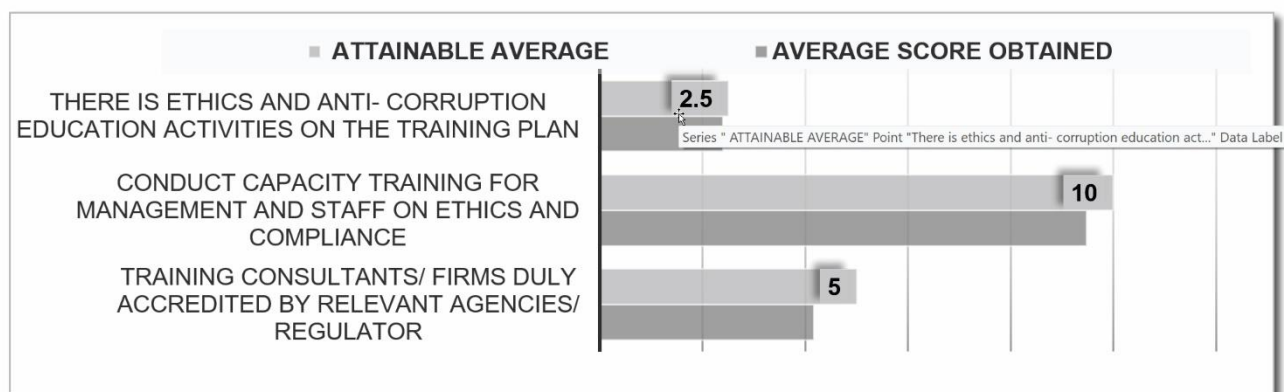 ATTAINABLE AVERAGE
AVERAGE SCORE OBTAINED
THERE IS ETHICS AND ANTI- CORRUPTION
EDUCATION ACTIVITIES ON THE TRAINING PLAN
2.5
Series " ATTAINABLE AVERAGE" Point "There is ethics and anti- corruption education act..." Data Label
CONDUCT CAPACITY TRAINING FOR
MANAGEMENT AND STAFF ON ETHICS AND
COMPLIANCE
10
TRAINING CONSULTANTS/ FIRMS DULY
ACCREDITED BY RELEVANT AGENCIES/
REGULATOR
5